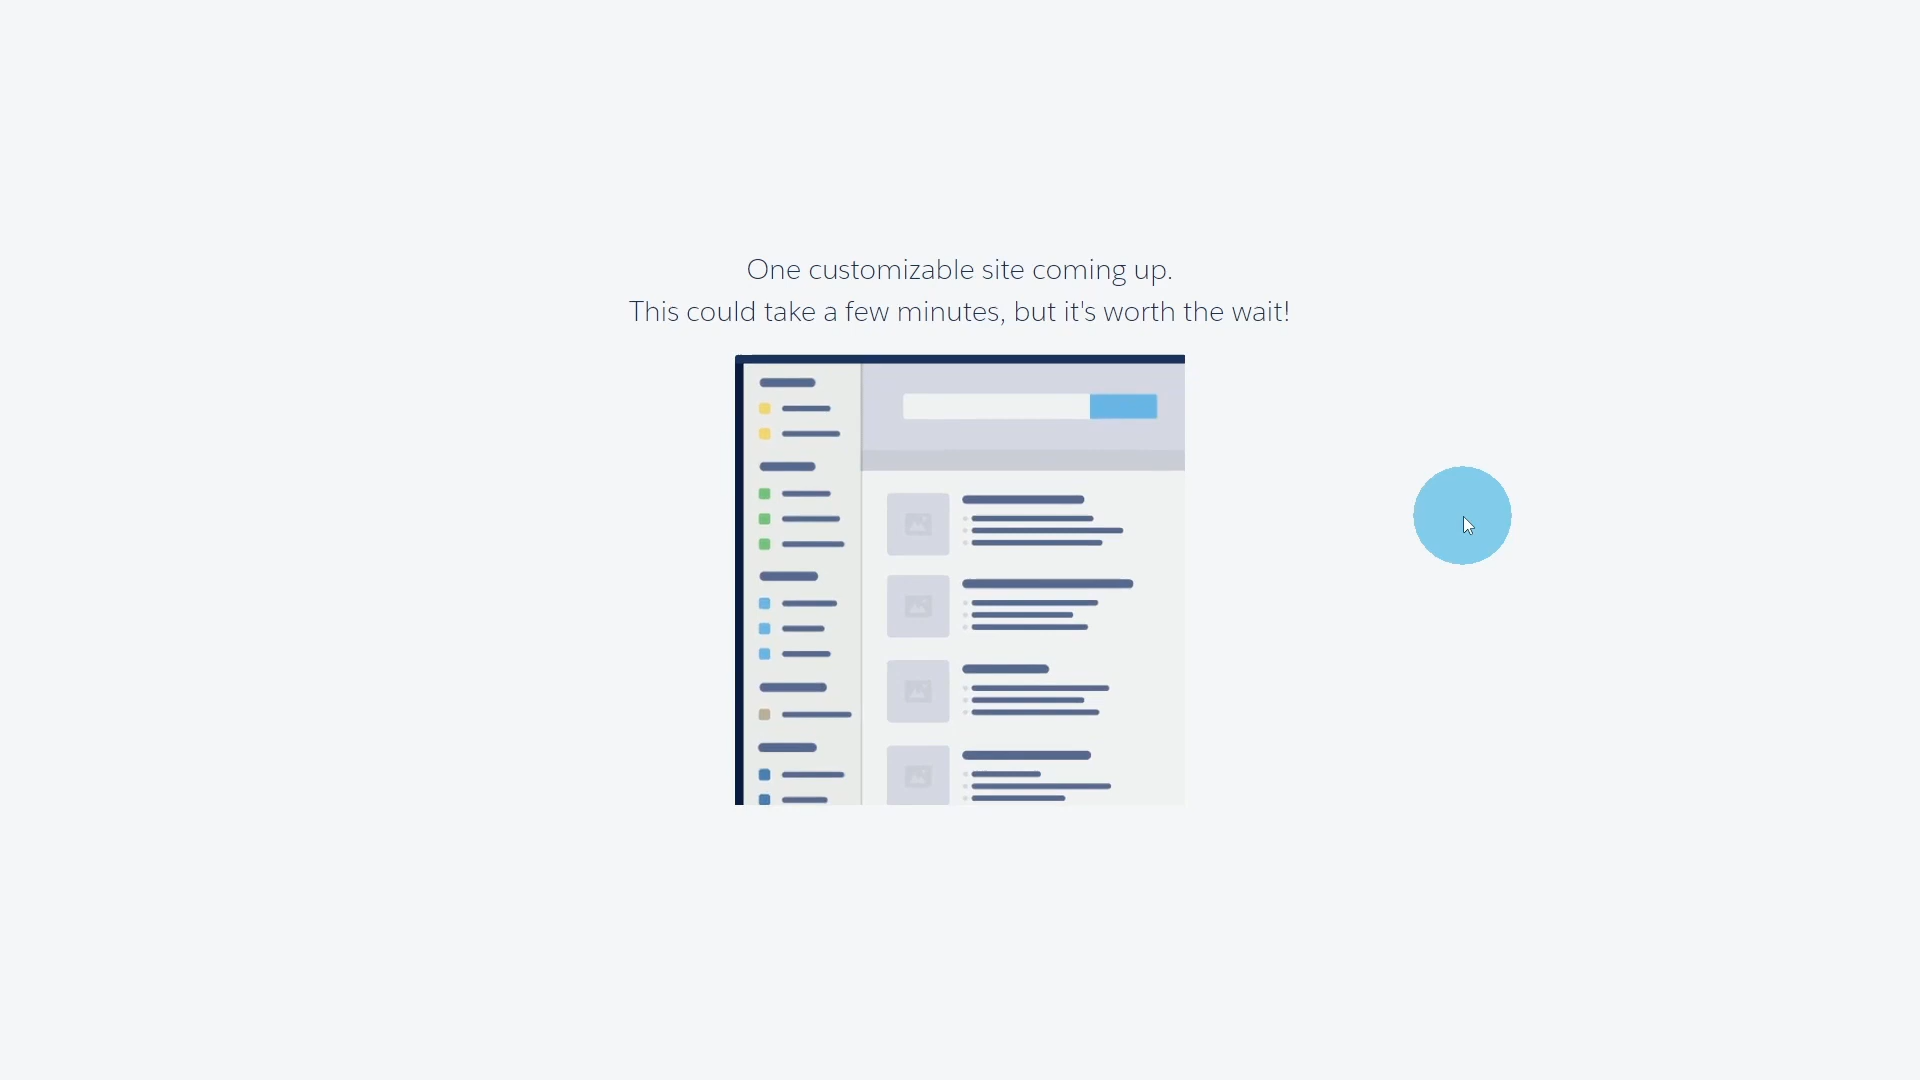 One customizable site coming up.
This could take a few minutes, but it's worth the wait!